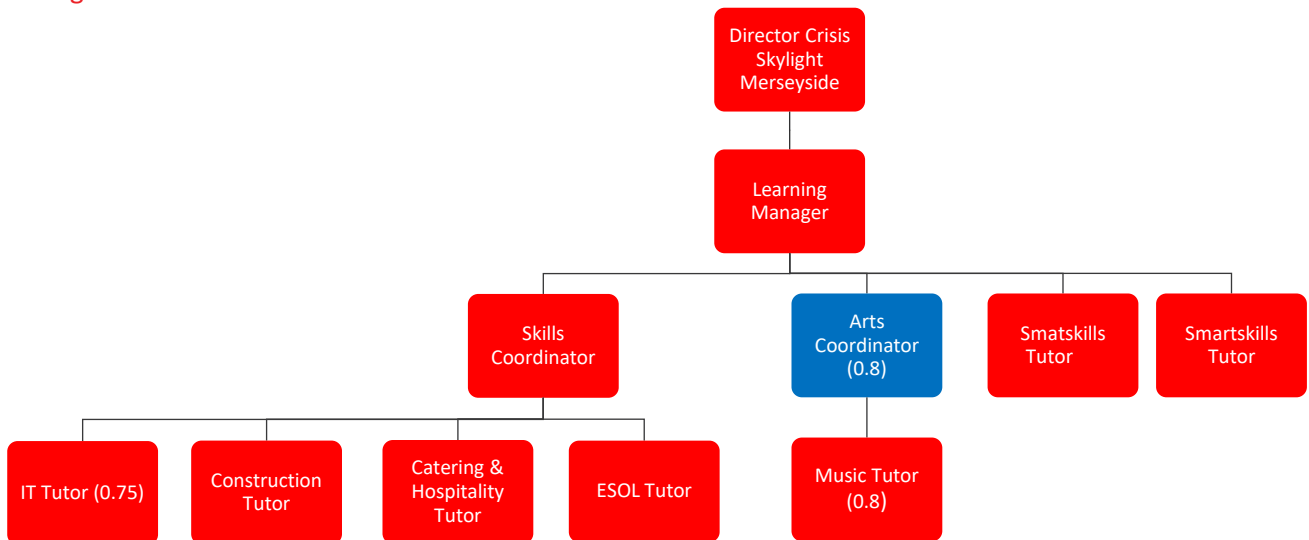 Director Crisis
Skylight
Merseyside
Learning
Manager
Skills
Coordinator
Arts
Coordinator
(0.8)
Smatskills
Tutor
Smartskills
Tutor
IT Tutor (0.75)
Construction
Tutor
Catering &
Hospitality
Tutor
ESOL Tutor
Music Tutor
(0.8)